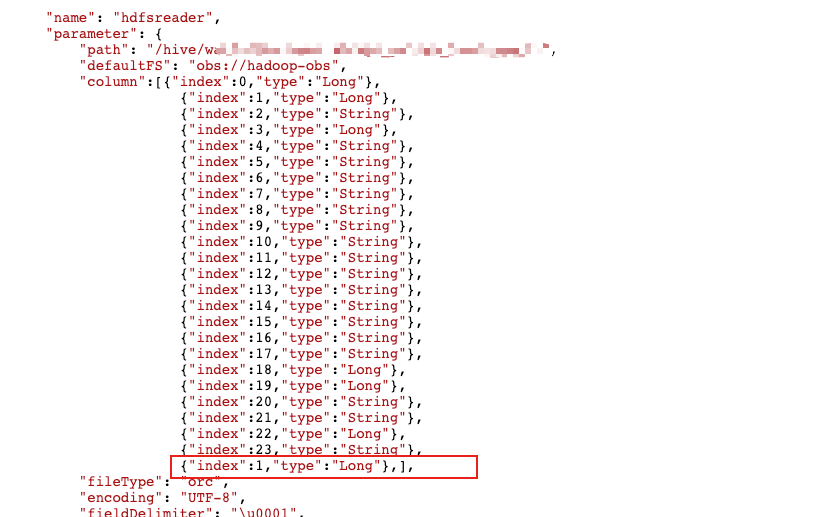 "name": "hdfsreader",
"parameter": {
"path": "/hive/
"defaultFS": "obs://hadoop-obs",
"column":[{"index":0,"type":"Long"},
{"index":1,"type":"Long"},
{"index":2,"type":"String"},
{"index":3,"type":"Long"},
{"index":4,"type":"String"},
{"index":5,"type":"String"},
{"index":6,"type":"String"},
{"index":7,"type":"String"},
{"index":8,"type":"String"},
{"index":9,"type":"String"},
{"index":10,"type":"String"},
{"index":11,"type":"String"},
{"index":12,"type":"String"},
{"index":13,"type":"String"},
{"index":14,"type":"String"},
{"index":15,"type":"String"},
{"index":16,"type":"String"},
{"index":17,"type":"String"},
{"index":18,"type":"Long"},
{"index":19,"type":"Long"},
{"index":20,"type":"String"},
{"index":21,"type":"String"},
{"index":22,"type":"Long"},
{"index":23,"type":"String"},
{"index":1,"type":"Long"},],
"fileType": "orc",
"encoding": "UTF-8",
"fieldDelimiter": "\u0001",